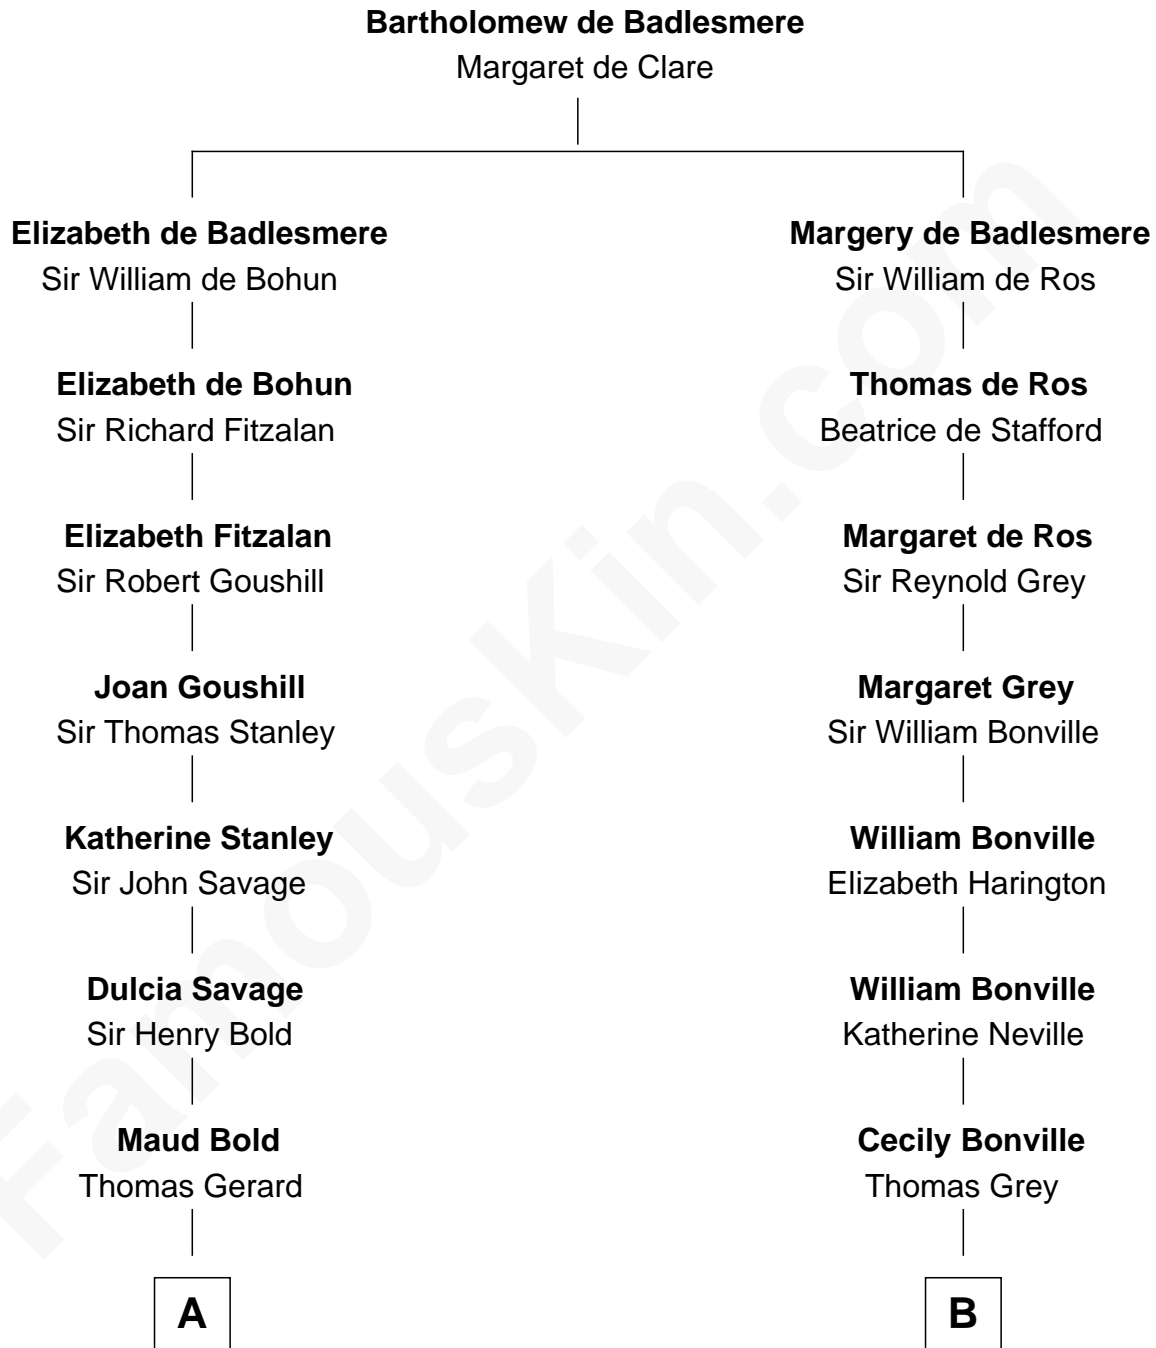 Bartholomew de Badlesmere
Margaret de Clare
Elizabeth de Badlesmere
Sir William de Bohun
Margery de Badlesmere
Sir William de Ros
Elizabeth de Bohun
Sir Richard Fitzalan
Thomas de Ros
Beatrice de Stafford
Elizabeth Fitzalan
Sir Robert Goushill
Margaret de Ros
Sir Reynold Grey
Joan Goushill
Sir Thomas Stanley
Margaret Grey
Sir William Bonville
Katherine Stanley
Sir John Savage
William Bonville
Elizabeth Harington
Dulcia Savage
Sir Henry Bold
William Bonville
Katherine Neville
Maud Bold
Thomas Gerard
Cecily Bonville
Thomas Grey
A
B
FamousKin.com